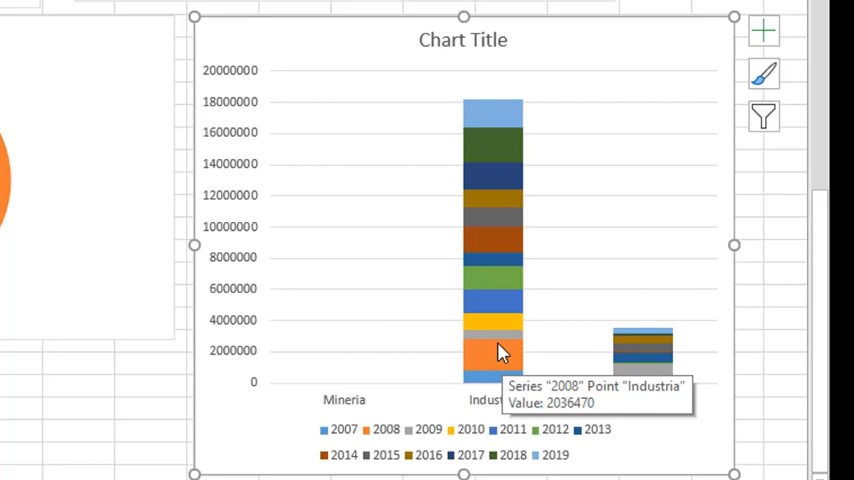 Chart Title
20000000
18000000
16000000
14000000
12000000
10000000
8000000
6000000
4000000
2000000
0
Mineria
Series "2008" Point "Industria"
Value: 2036470
2007 2008 2009 2010 2011 2012 2013
2014 2015 2016 2017 2018 2019